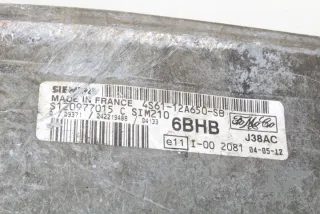 SIEMENS
MADE IN FRANCE 4S61-12A650-SB
S120977015 C SIM210
6BHB
FoMoCo
J38AC
e11 I-00 2081 04-05-12